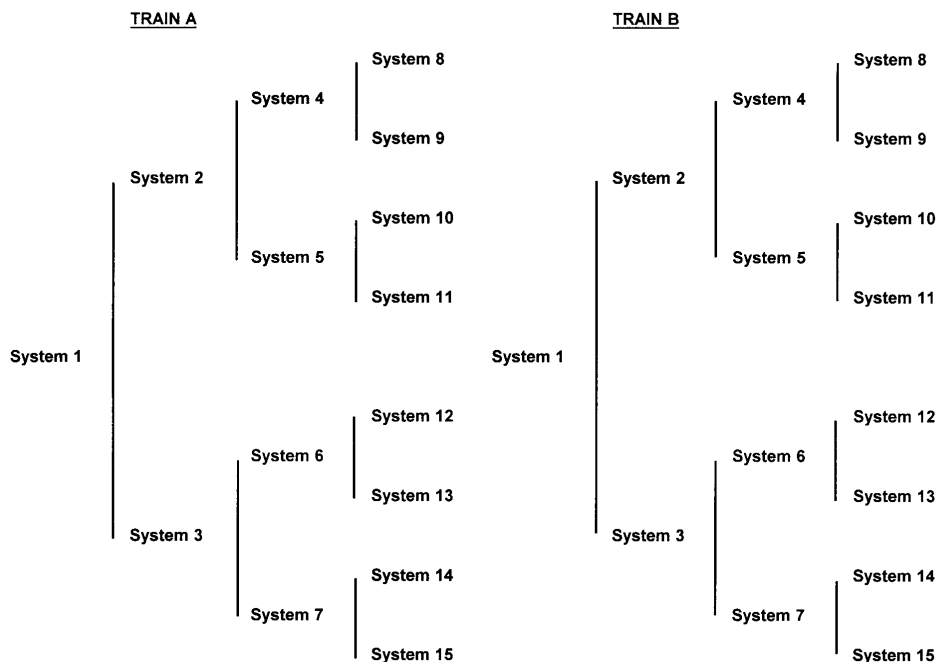 TRAIN A
System 8
System 4
System 9
System 2
System 10
System 5
System 11
System 1
System 12
System 6
System 13
System 3
System 14
System 7
System 15
TRAIN B
System 8
System 4
System 9
System 2
System 10
System 5
System 11
System 1
System 12
System 6
System 13
System 3
System 14
System 7
System 15